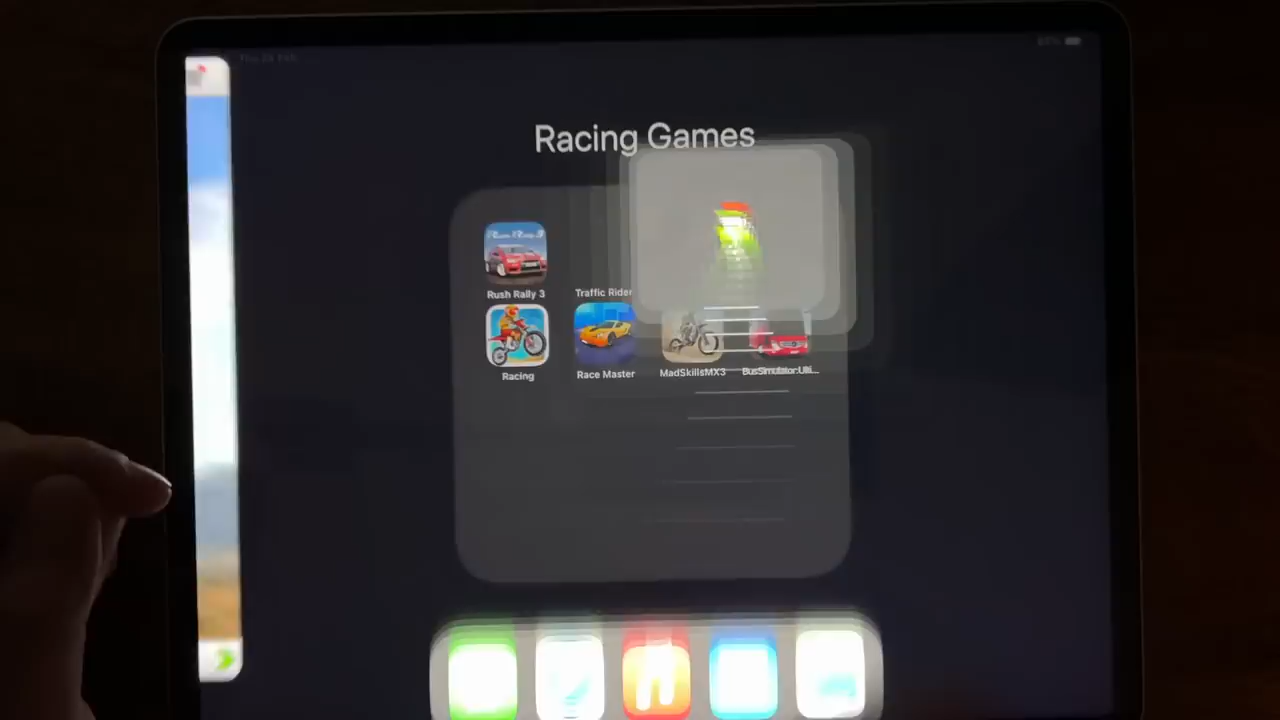 Racing Games
Rush Rally 3
Traffic Rider
Racing
Race Master
MadSkillsMX3
BusSimulator:Ulti...